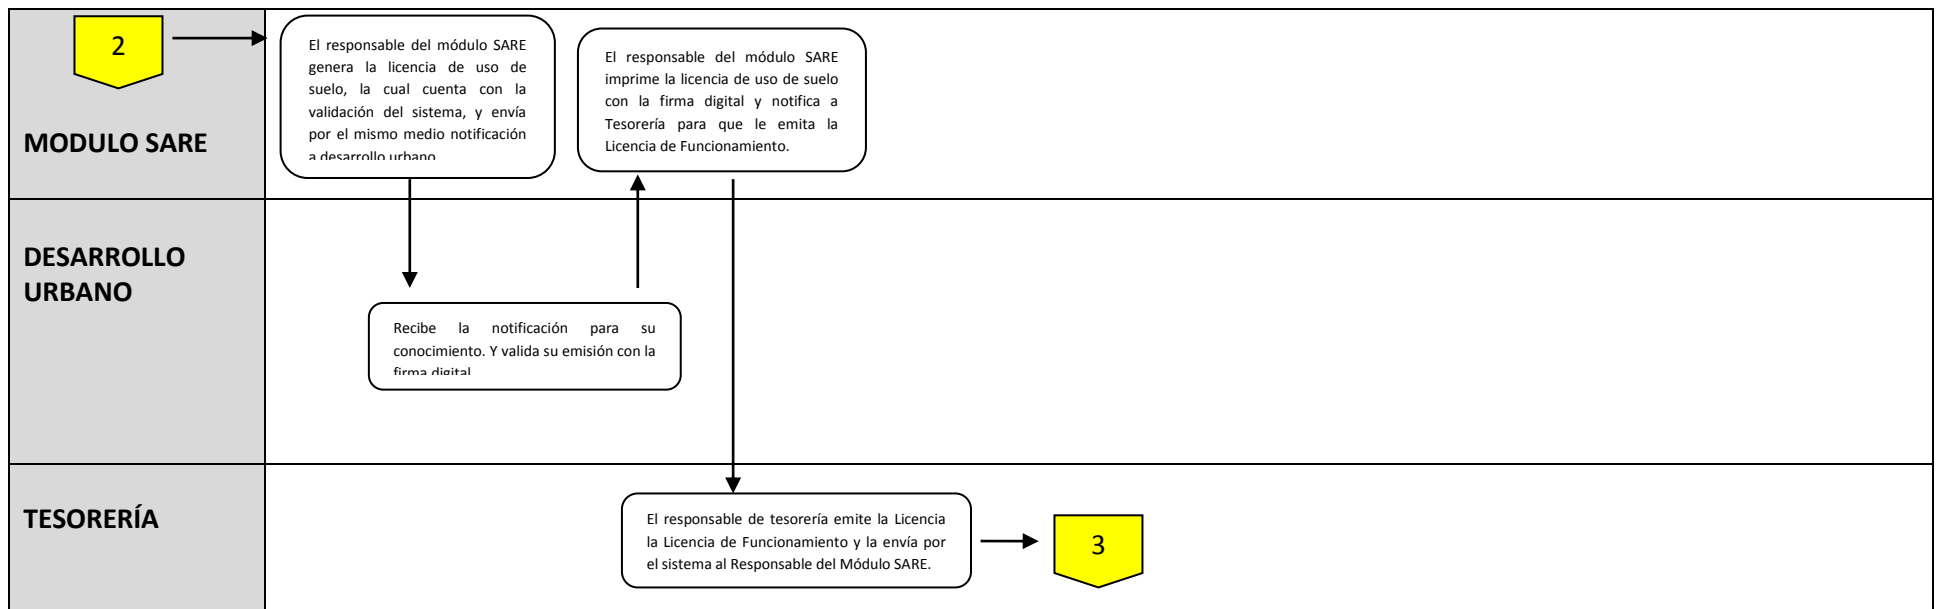 2
MODULO SARE
El responsable del módulo SARE
genera la licencia de uso de
suelo, la cual cuenta con la
validación del sistema, y envía
por el mismo medio notificación
a desarrollo urbano
El responsable del módulo SARE
imprime la licencia de uso de suelo
con la firma digital y notifica a
Tesorería para que le emita la
Licencia de Funcionamiento.
DESARROLLO
URBANO
Recibe la notificación para su
conocimiento. Y valida su emisión con la
firma digital
TESORERÍA
El responsable de tesorería emite la Licencia
la Licencia de Funcionamiento y la envía por
el sistema al Responsable del Módulo SARE.
3